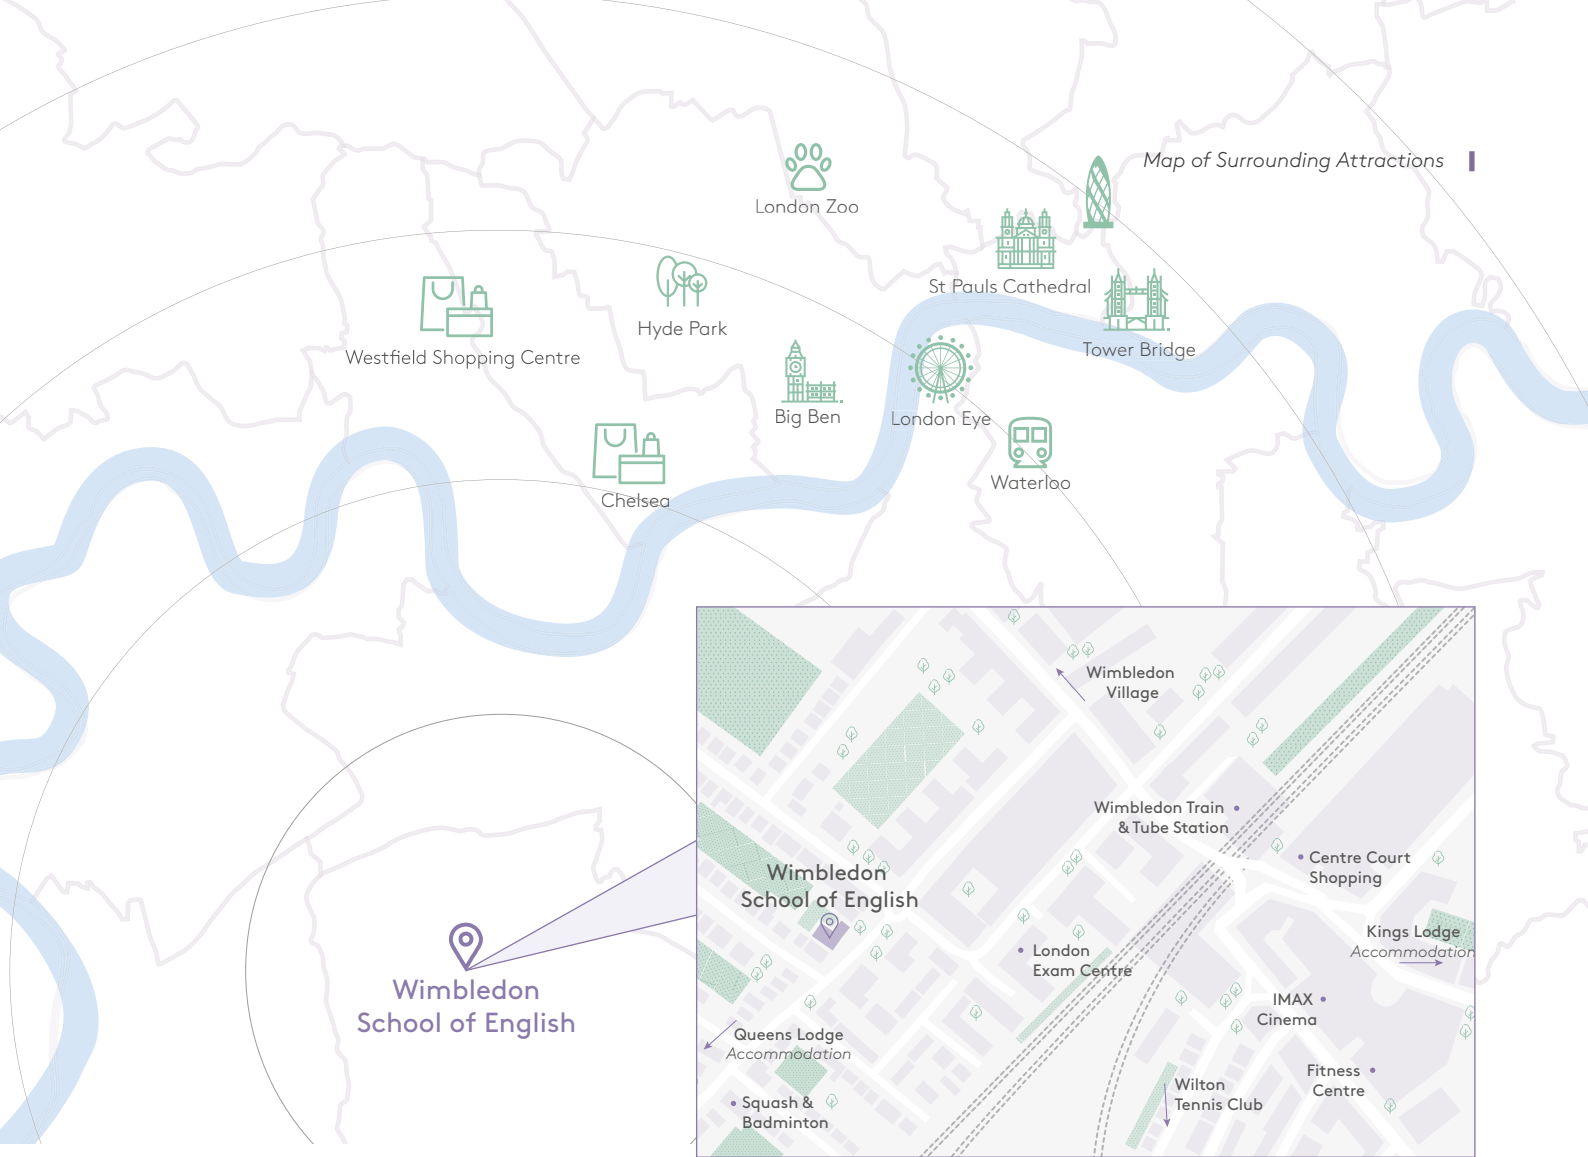 Map of Surrounding Attractions
London Zoo
St Pauls Cathedral
Hyde Park
Tower Bridge
Westfield Shopping Centre
Big Ben
London Eye
Waterloo
Chelsea
Wimbledon
School of English
Wimbledon
Village
Wimbledon Train
& Tube Station
Centre Court
Shopping
Wimbledon
School of English
Kings Lodge
Accommodation
London
Exam Centre
IMAX
Cinema
Queens Lodge
Accommodation
Fitness
Centre
Wilton
Tennis Club
Squash &
Badminton